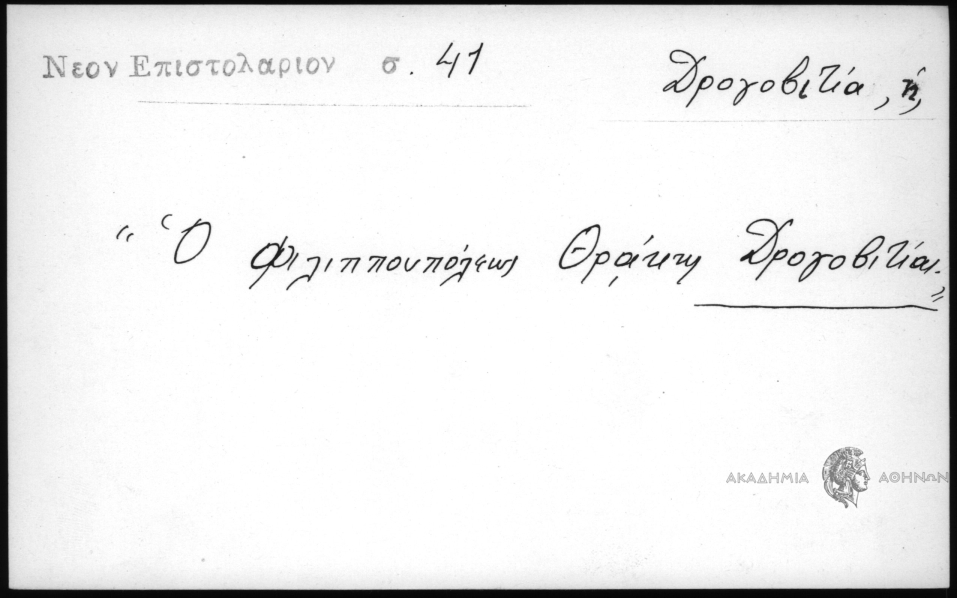 Νεον Επιστολαριον σ. 41
Δρογοβιτία, ἡ,
“Ὁ Φιλιππουπόλεως Θράκης Δρογοβιτίας.”
ΑΚΑΔΗΜΙΑ ΑΘΗΝΩΝ